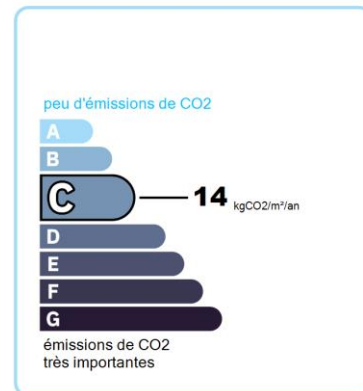 peu d'émissions de CO2
A
B
C 14 kgCO2/m²/an
D
E
F
G
émissions de CO2
très importantes